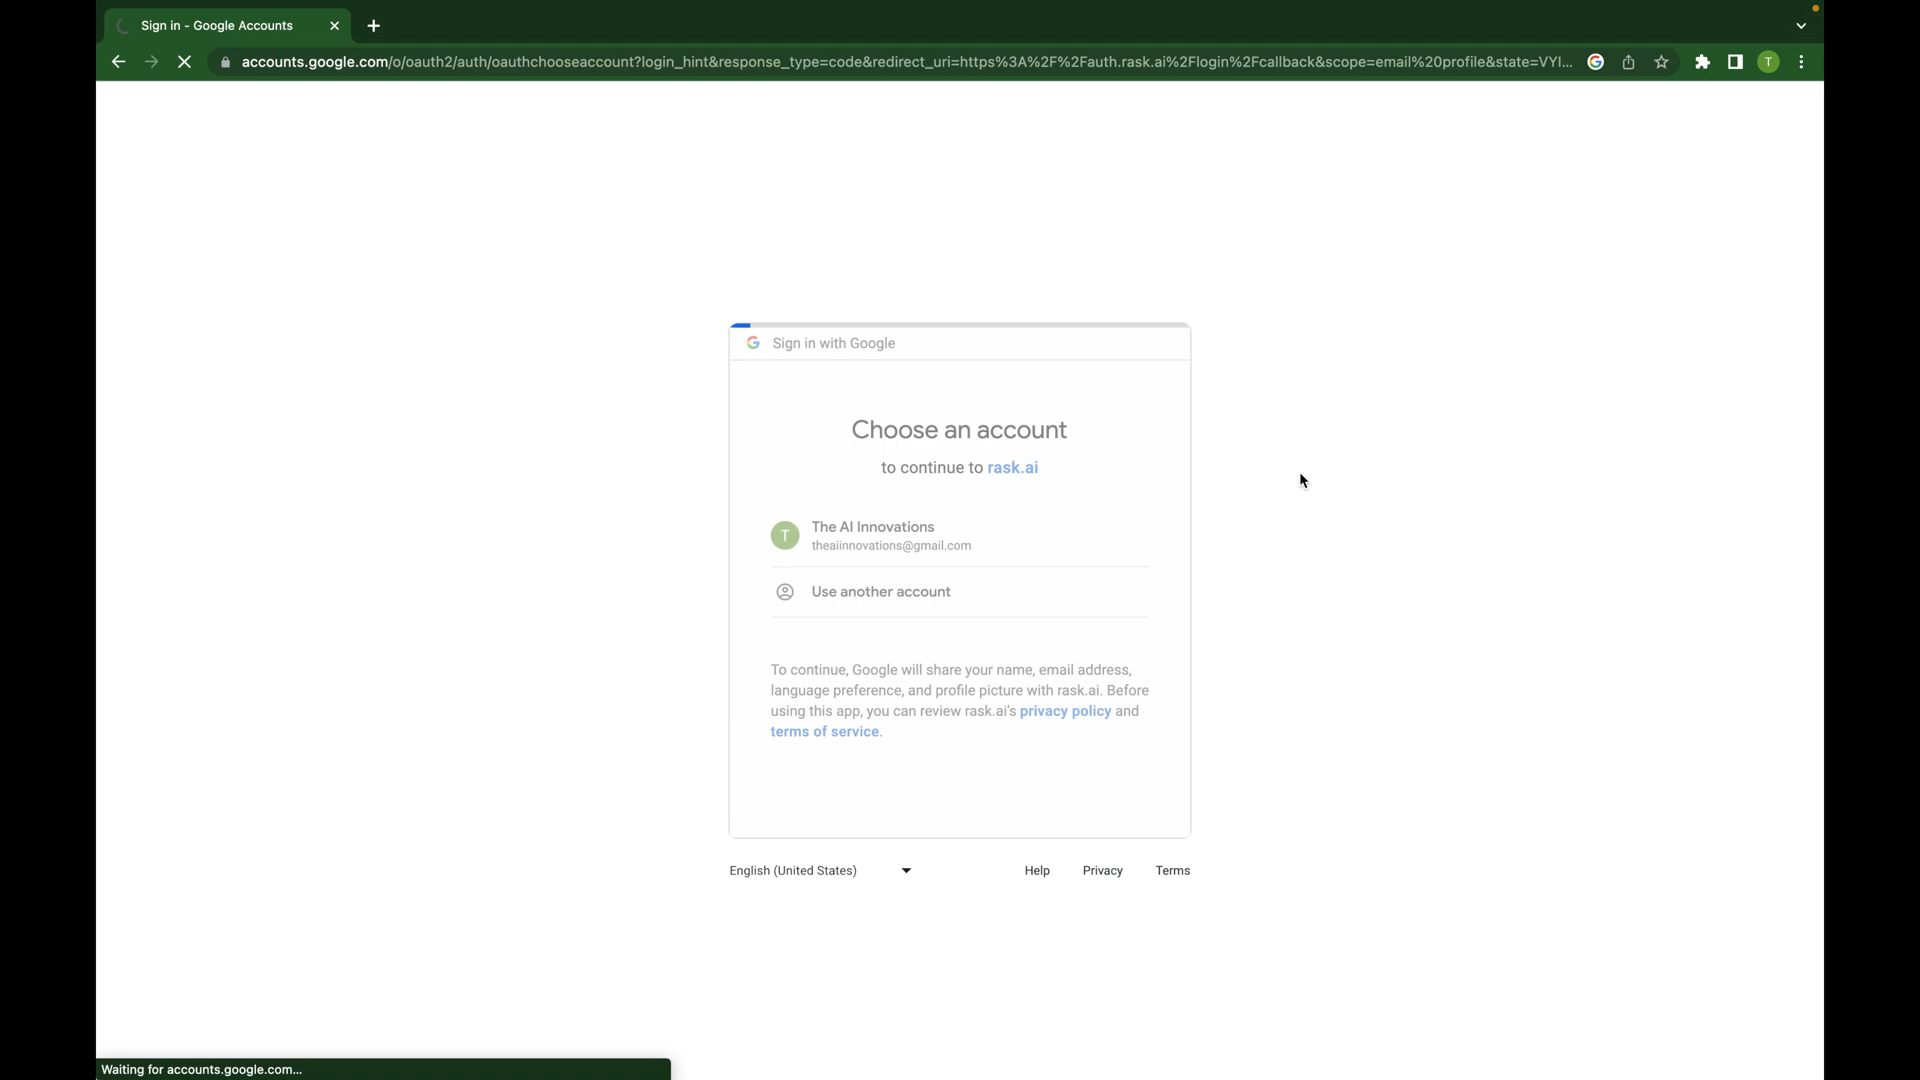 Sign in - Google Accounts
accounts.google.com/o/oauth2/auth/oauthchooseaccount?login_hint&response_type=code&redirect_uri=https%3A%2F%2Fauth.rask.ai%2Flogin%2Fcallback&scope=email%20profile&state=VYI...
T
Sign in with Google
Choose an account
to continue to rask.ai
T
The AI Innovations
theaiinnovations@gmail.com
Use another account
To continue, Google will share your name, email address,
language preference, and profile picture with rask.ai. Before
using this app, you can review rask.ai's privacy policy and
terms of service.
English (United States)
Help
Privacy
Terms
Waiting for accounts.google.com...